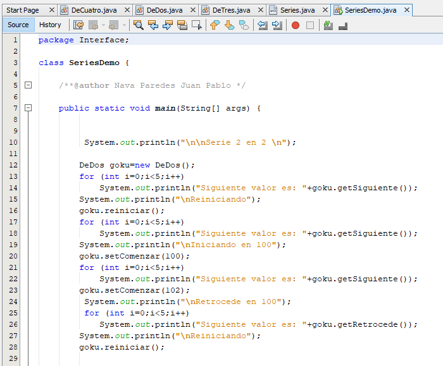 Start Page DeCuatro.java DeDos.java DeTres.java Series.java SeriesDemo.java
Source History
1 package Interface;
2
3 class SeriesDemo {
4
5 /**@author Nava Paredes Juan Pablo */
6
7 public static void main(String[] args) {
8
9
10 System.out.println("\n\nSerie 2 en 2 \n");
11
12 DeDos goku=new DeDos();
13 for (int i=0;i<5;i++)
14 System.out.println("Siguiente valor es: "+goku.getSiguiente());
15 System.out.println("\nReiniciando");
16 goku.reiniciar();
17 for (int i=0;i<5;i++)
18 System.out.println("Siguiente valor es: "+goku.getSiguiente());
19 System.out.println("\nIniciando en 100");
20 goku.setComenzar(100);
21 for (int i=0;i<5;i++)
22 System.out.println("Siguiente valor es: "+goku.getSiguiente());
23 goku.setComenzar(102);
24 System.out.println("\nRetrocede en 100");
25 for (int i=0;i<5;i++)
26 System.out.println("Siguiente valor es: "+goku.getRetrocede());
27 System.out.println("\nReiniciando");
28 goku.reiniciar();
29